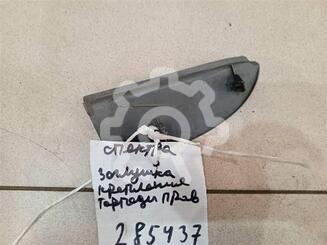 спектра
Заглушка
крепления
Торпеды прав
285437